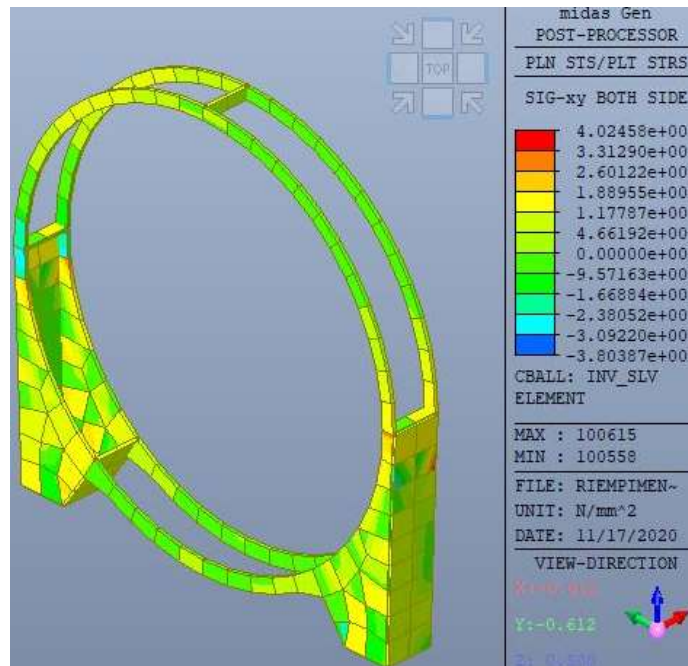 TOP
midas Gen
POST-PROCESSOR
PLN STS/PLT STRS
SIG-xy BOTH SIDE
4.02458e+00
3.31290e+00
2.60122e+00
1.88955e+00
1.17787e+00
4.66192e+00
0.00000e+00
-9.57163e+00
-1.66884e+00
-2.38052e+00
-3.09220e+00
-3.80387e+00
CBALL: INV_SLV
ELEMENT
MAX : 100615
MIN : 100558
FILE: RIEMPIMEN~
UNIT: N/mm^2
DATE: 11/17/2020
VIEW-DIRECTION
Y:-0.612